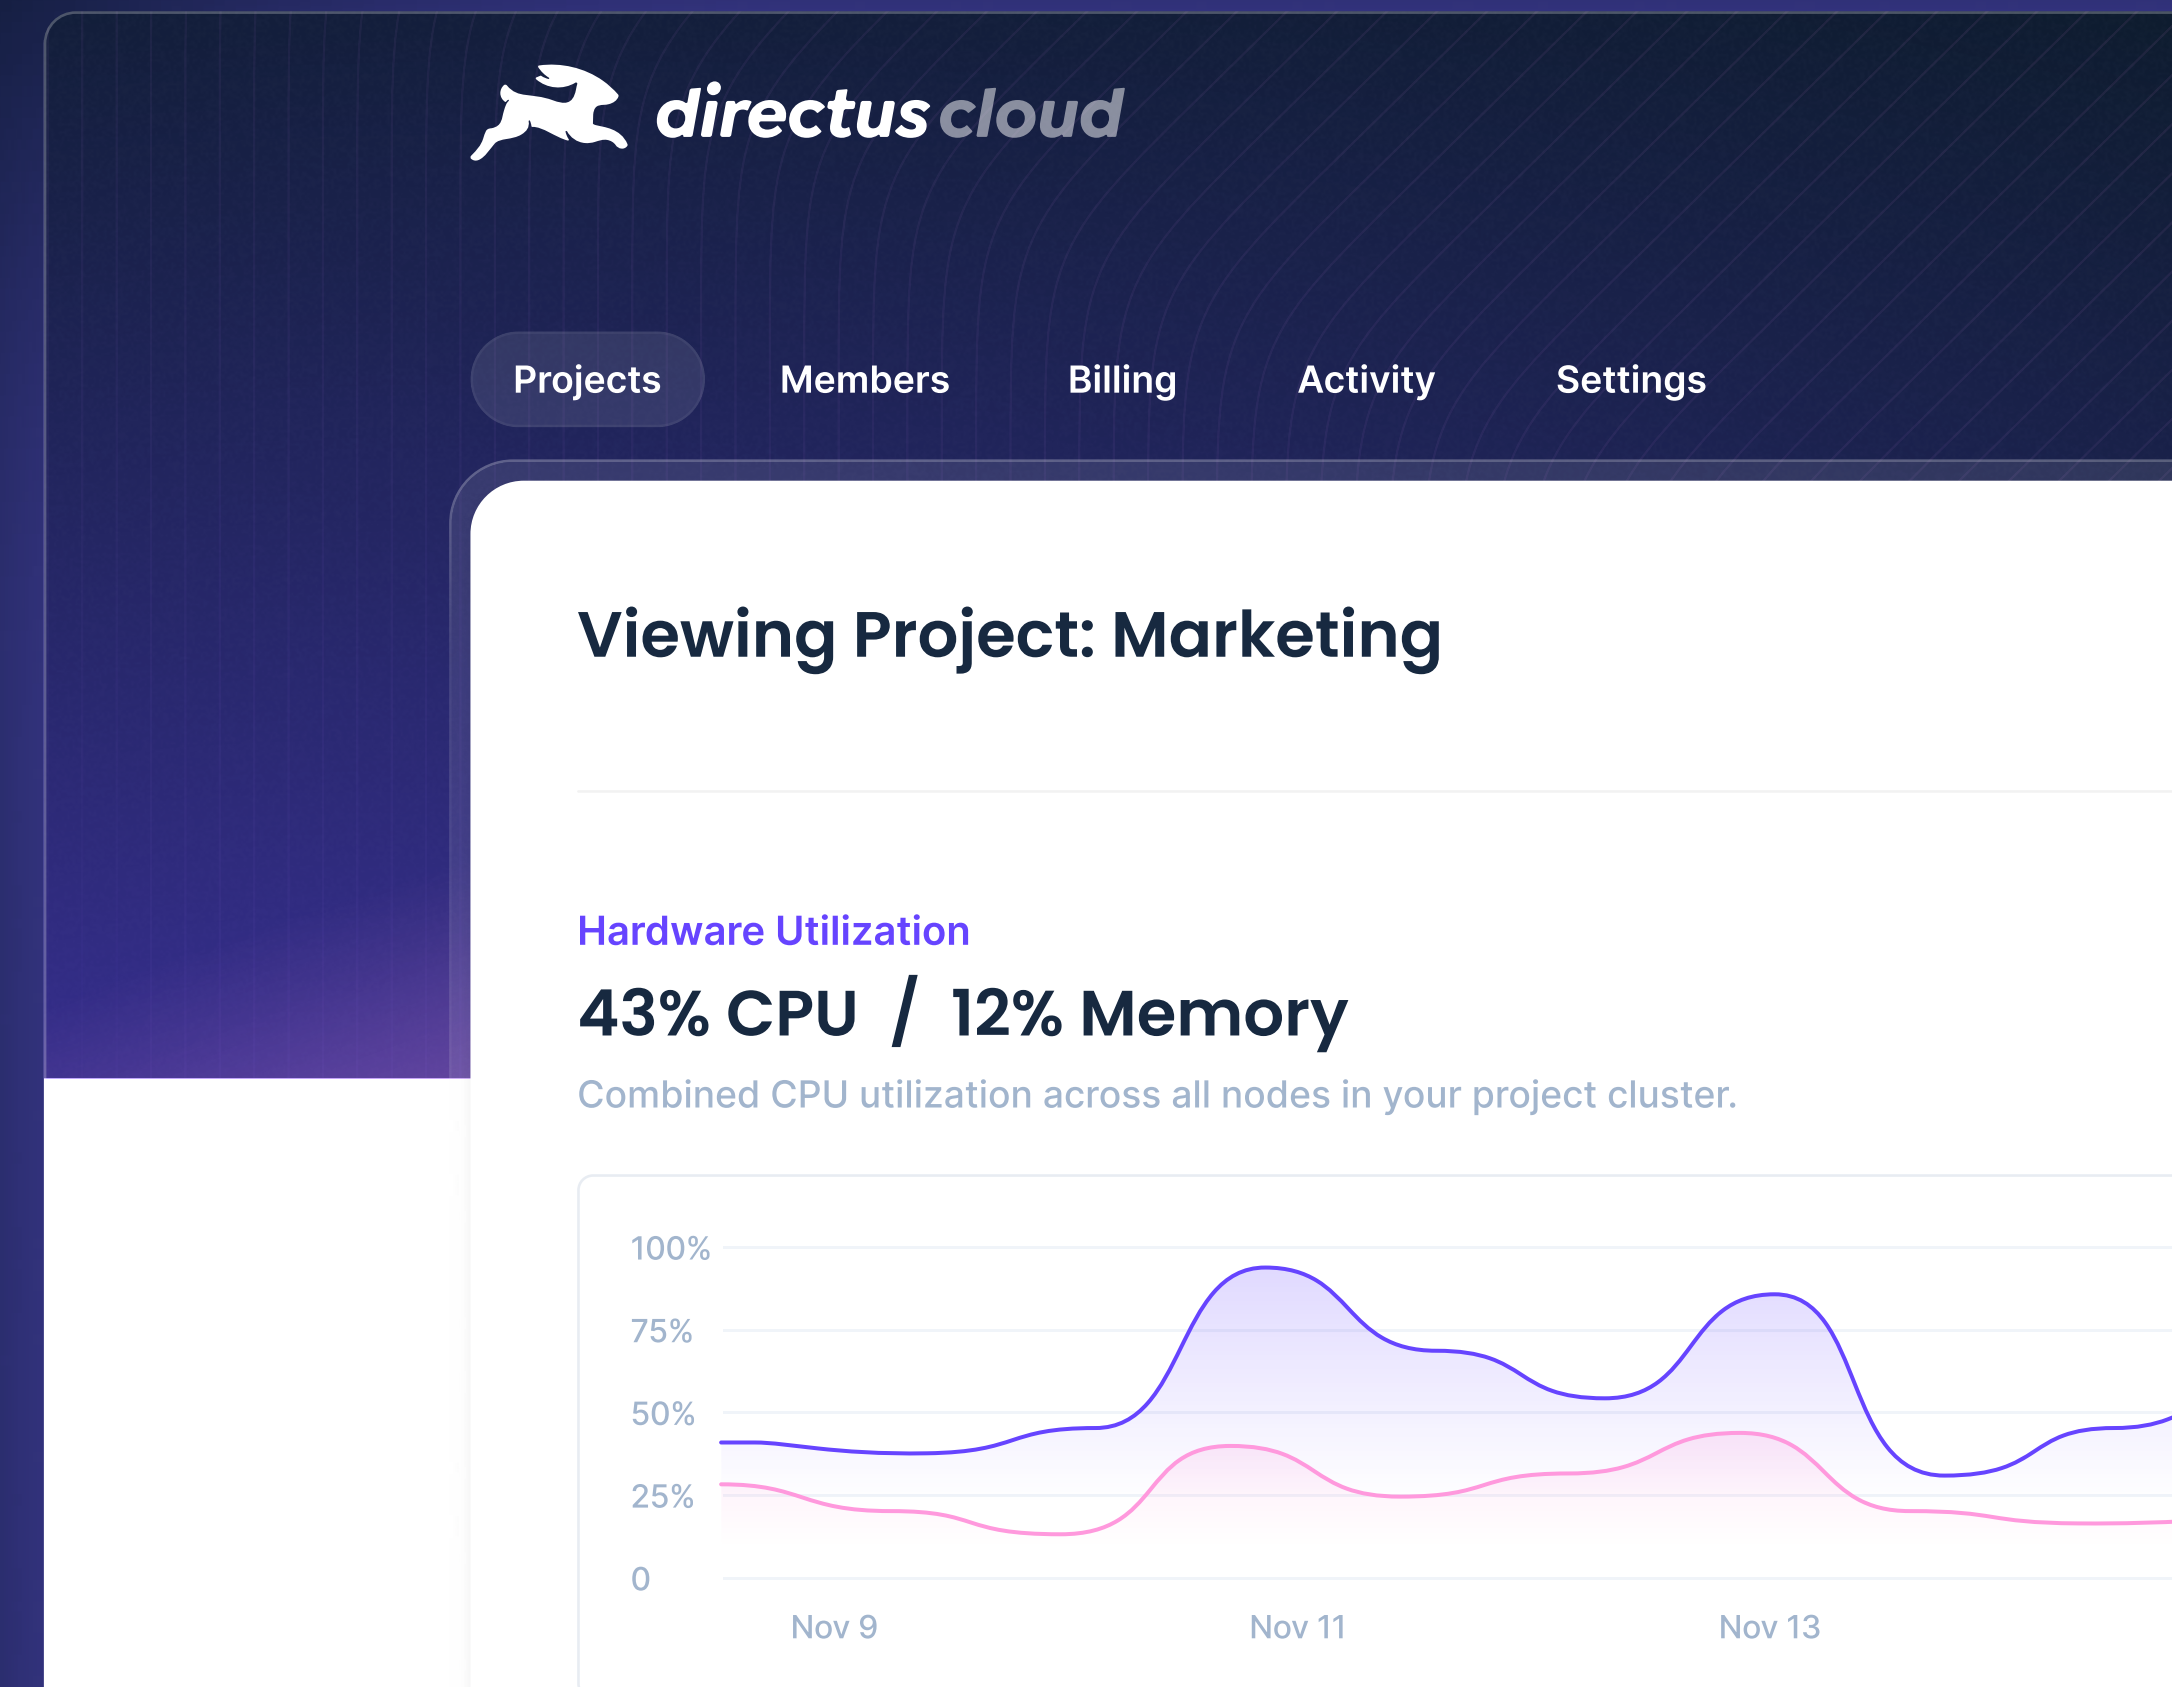 directus cloud
Projects Members Billing Activity Settings
Viewing Project: Marketing
Hardware Utilization
43% CPU / 12% Memory
Combined CPU utilization across all nodes in your project cluster.
100%
75%
50%
25%
0
Nov 9 Nov 11 Nov 13